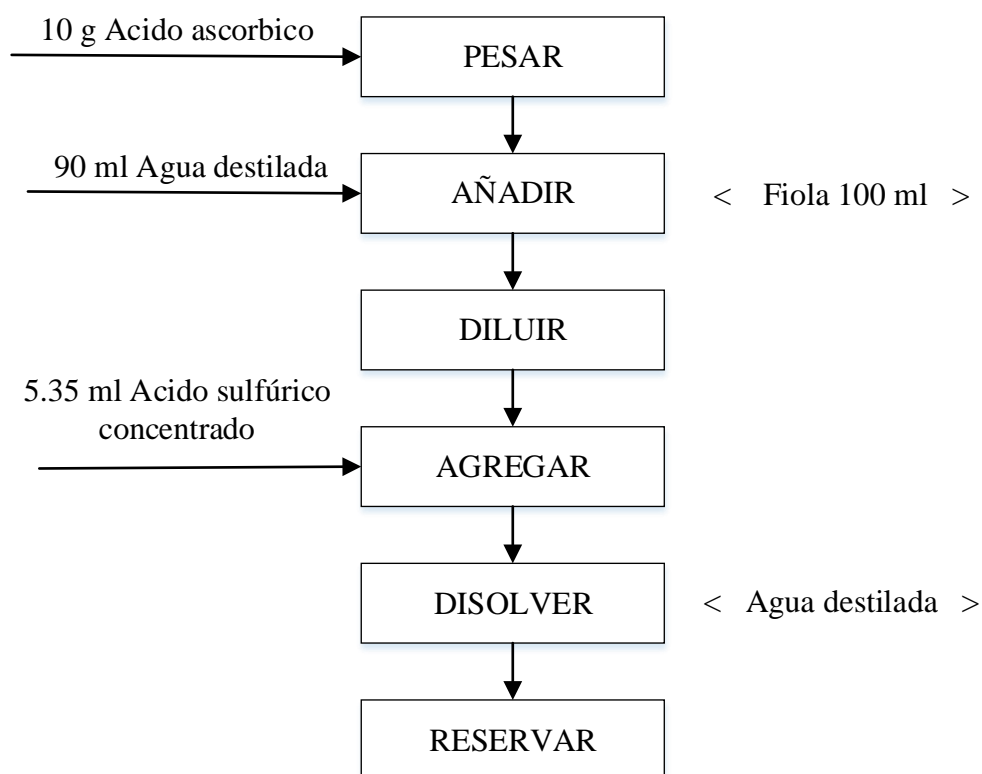 10 g Acido ascorbico
PESAR
90 ml Agua destilada
AÑADIR
< Fiola 100 ml >
DILUIR
5.35 ml Acido sulfúrico
concentrado
AGREGAR
DISOLVER
< Agua destilada >
RESERVAR